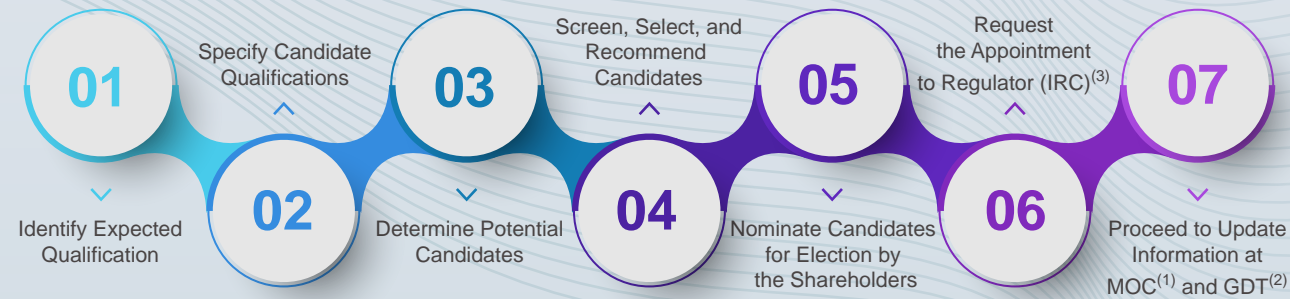 01
Identify Expected
Qualification
Specify Candidate
Qualifications
02
03
Determine Potential
Candidates
Screen, Select, and
Recommend
Candidates
04
05
Nominate Candidates
for Election by
the Shareholders
Request
the Appointment
to Regulator (IRC)(3)
06
07
Proceed to Update
Information at
MOC(1) and GDT(2)